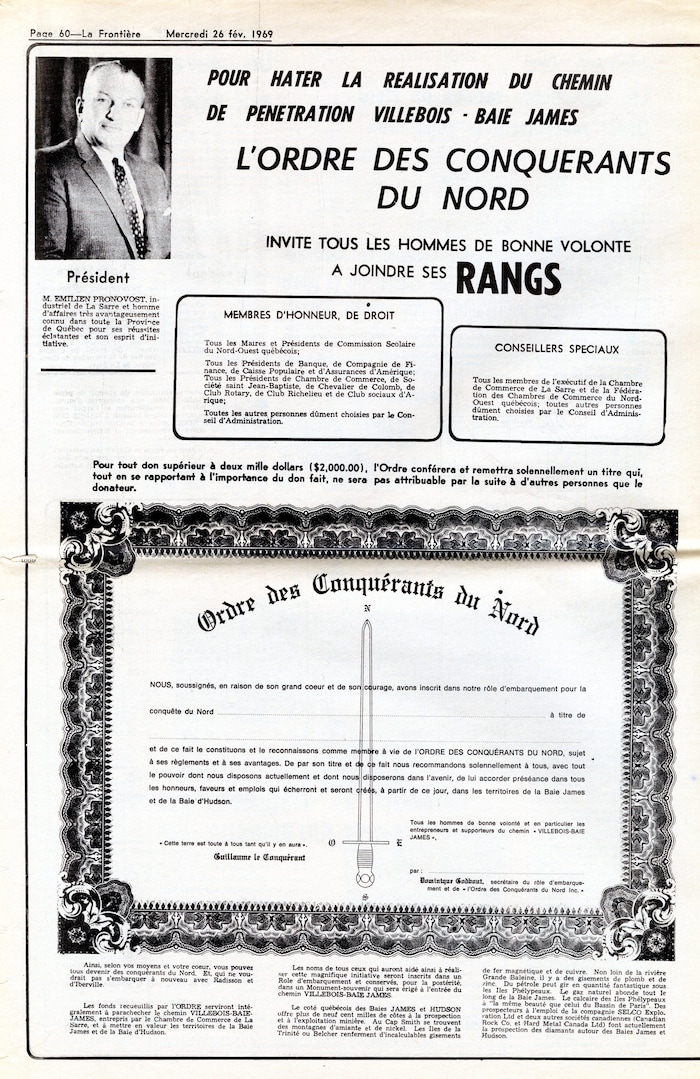 Page 60—La Frontière Mercredi 26 fév. 1969
POUR HATER LA REALISATION DU CHEMIN
DE PENETRATION VILLEBOIS - BAIE JAMES
L'ORDRE DES CONQUERANTS
DU NORD
INVITE TOUS LES HOMMES DE BONNE VOLONTE
A JOINDRE SES RANGS
Président
M. EMILIEN PRONOVOST, in-
dustriel de La Sarre et homme
d'affaires très avantageusement
connu dans toute la Province
de Québec pour ses réussites
éclatantes et son esprit d'ini-
tiative.
MEMBRES D'HONNEUR, DE DROIT
Tous les Maires et Présidents de Commission Scolaire
du Nord-Ouest québécois;
Tous les Présidents de Banque, de Compagnie de Fi-
nance, de Caisse Populaire et d'Assurances d'Amérique;
Tous les Présidents de Chambre de Commerce, de So-
ciété saint Jean-Baptiste, de Chevalier de Colomb, de
Club Rotary, de Club Richelieu et de Club sociaux d'A-
rique;
Toutes les autres personnes dûment choisies par le Con-
seil d'Administration.
CONSEILLERS SPECIAUX
Tous les membres de l'exécutif de la Chambre
de Commerce de La Sarre et de la Fédéra-
tion des Chambres de Commerce du Nord-
Ouest québécois; toutes autres personnes
dûment choisies par le Conseil d'Adminis-
tration.
Pour tout don supérieur à deux mille dollars ($2,000.00), l'Ordre conférera et remettra solennellement un titre qui,
tout en se rapportant à l'importance du don fait, ne sera pas attribuable par la suite à d'autres personnes que le
donateur.
Ordre des Conquérants du Nord
N
NOUS, soussignés, en raison de son grand coeur et de son courage, avons inscrit dans notre rôle d'embarquement pour la
conquête du Nord à titre de
et de ce fait le constituons et le reconnaissons comme membre à vie de l'ORDRE DES CONQUÉRANTS DU NORD, sujet
à ses règlements et à ses avantages. De par son titre et de ce fait nous recommandons solennellement à tous, avec tout
le pouvoir dont nous disposons actuellement et dont nous disposerons dans l'avenir, de lui accorder préséance dans tous
les honneurs, faveurs et emplois qui écherront et seront créés, à partir de ce jour, dans les territoires de la Baie James
et de la Baie d'Hudson.
Tous les hommes de bonne volonté et en particulier les
entrepreneurs et supporteurs du chemin « VILLEBOIS-BAIE
JAMES ».
« Cette terre est toute à tous tant qu'il y en aura ».
Guillaume le Conquérant
O E
par :
Dominique Godbout, secrétaire du rôle d'embarque-
ment et de « l'Ordre des Conquérants du Nord Inc. »
S
Ainsi, selon vos moyens et votre coeur, vous pouvez
tous devenir des conquérants du Nord. Et, qui ne vou-
drait pas s'embarquer à nouveau avec Radisson et
d'Iberville.
Les fonds recueuillis par l'ORDRE serviront inté-
gralement à parachecher le chemin VILLEBOIS-BAIE-
JAMES, entrepris par le Chambre de Commerce de La
Sarre, et à mettre en valeur les territoires de la Baie
James et de la Baie d'Hudson.
Les noms de tous ceux qui auront aidé ainsi à réali-
ser cette magnifique initiative seront inscrits dans un
Role d'embarquement et conservés, pour la postérité,
dans un Monument-souvenir qui sera érigé à l'entrée du
chemin VILLEBOIS-BAIE JAMES.
Le coté québécois des Baies JAMES et HUDSON
offre plus de neuf cent milles de côtes à la prospection
et à l'exploitation minière. Au Cap Smith se trouvent
des montagnes d'amiante et de nickel. Les Iles de la
Trinité ou Belcher renferment d'incalculables gisements
de fer magnétique et de cuivre. Non loin de la rivière
Grande-Baleine, il y a des gisements de plomb et de
zinc. Du pétrole peut gir en quantité fantastique sous
les Iles Phélypeaux. Le gaz naturel abonde tout le
long de la Baie James. Le calcaire des Iles Phélypeaux
a "la même beauté que celui du Bassin de Paris". Des
prospecteurs à l'emploi de la compagnie SELCO Explo-
ration Ltd et deux autres sociétés canadiennes (Canadian
Rock Co. et Hard Metal Canada Ltd) font actuellement
la prospection des diamants autour des Baies James et
Hudson.